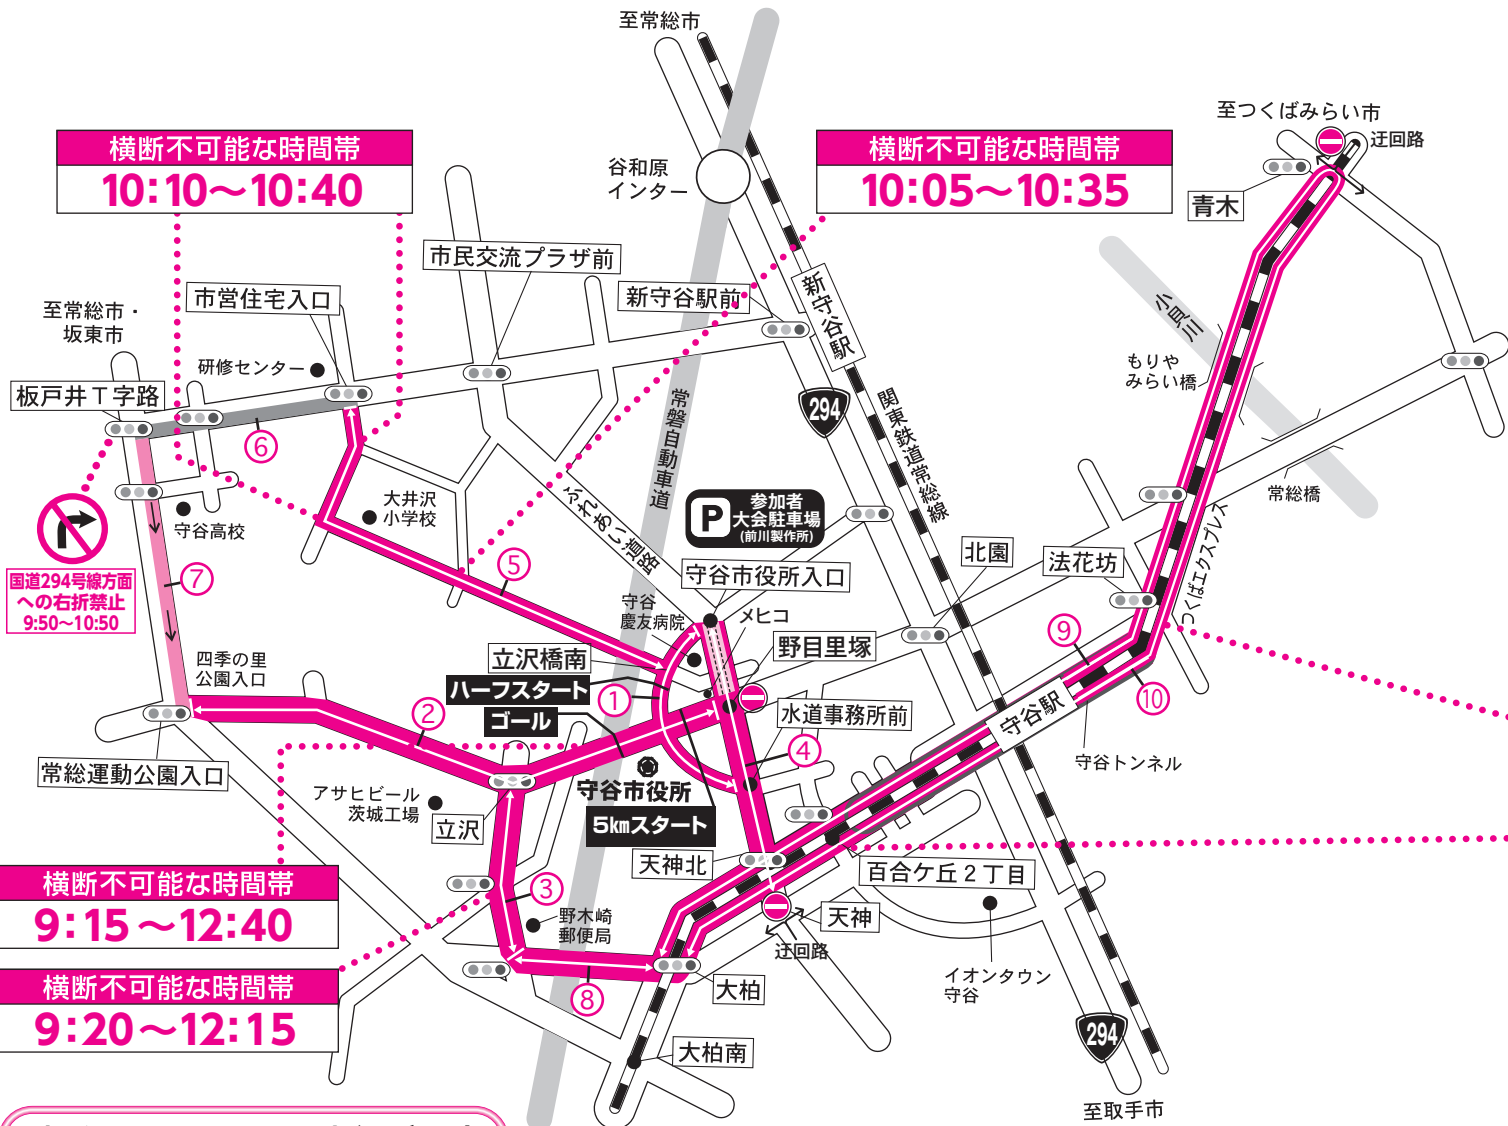 至常総市
至つくばみらい市
迂回路
横断不可能な時間帯
10:10〜10:40
横断不可能な時間帯
10:05〜10:35
谷和原
インター
青木
市民交流プラザ前
新守谷駅前
新守谷駅
市営住宅入口
至常総市・
坂東市
小貝川
もりや
みらい橋
研修センター
板戸井T字路
294
関東鉄道常総線
常磐自動車道
⑥
大井沢
小学校
守谷高校
ふれあい道路
P
参加者
大会駐車場
(前川製作所)
常総橋
つくばエクスプレス
国道294号線方面
への右折禁止
9:50〜10:50
⑦
⑤
守谷市役所入口
北園
法花坊
守谷
慶友病院
メヒコ
野目里塚
⑨
立沢橋南
ハーフスタート
ゴール
①
四季の里
公園入口
②
水道事務所前
④
守谷駅
⑩
守谷トンネル
常総運動公園入口
アサヒビール
茨城工場
立沢
守谷市役所
5kmスタート
天神北
百合ケ丘2丁目
横断不可能な時間帯
9:15〜12:40
③
野木崎
郵便局
天神
迂回路
イオンタウン
守谷
横断不可能な時間帯
9:20〜12:15
⑧
大柏
大柏南
294
至取手市